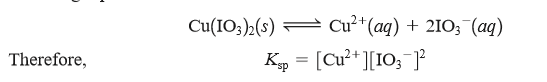 Cu(IO₃)₂(s) ⇌ Cu²⁺(aq) + 2IO₃⁻(aq)
Therefore, Kₛₚ = [Cu²⁺][IO₃⁻]²